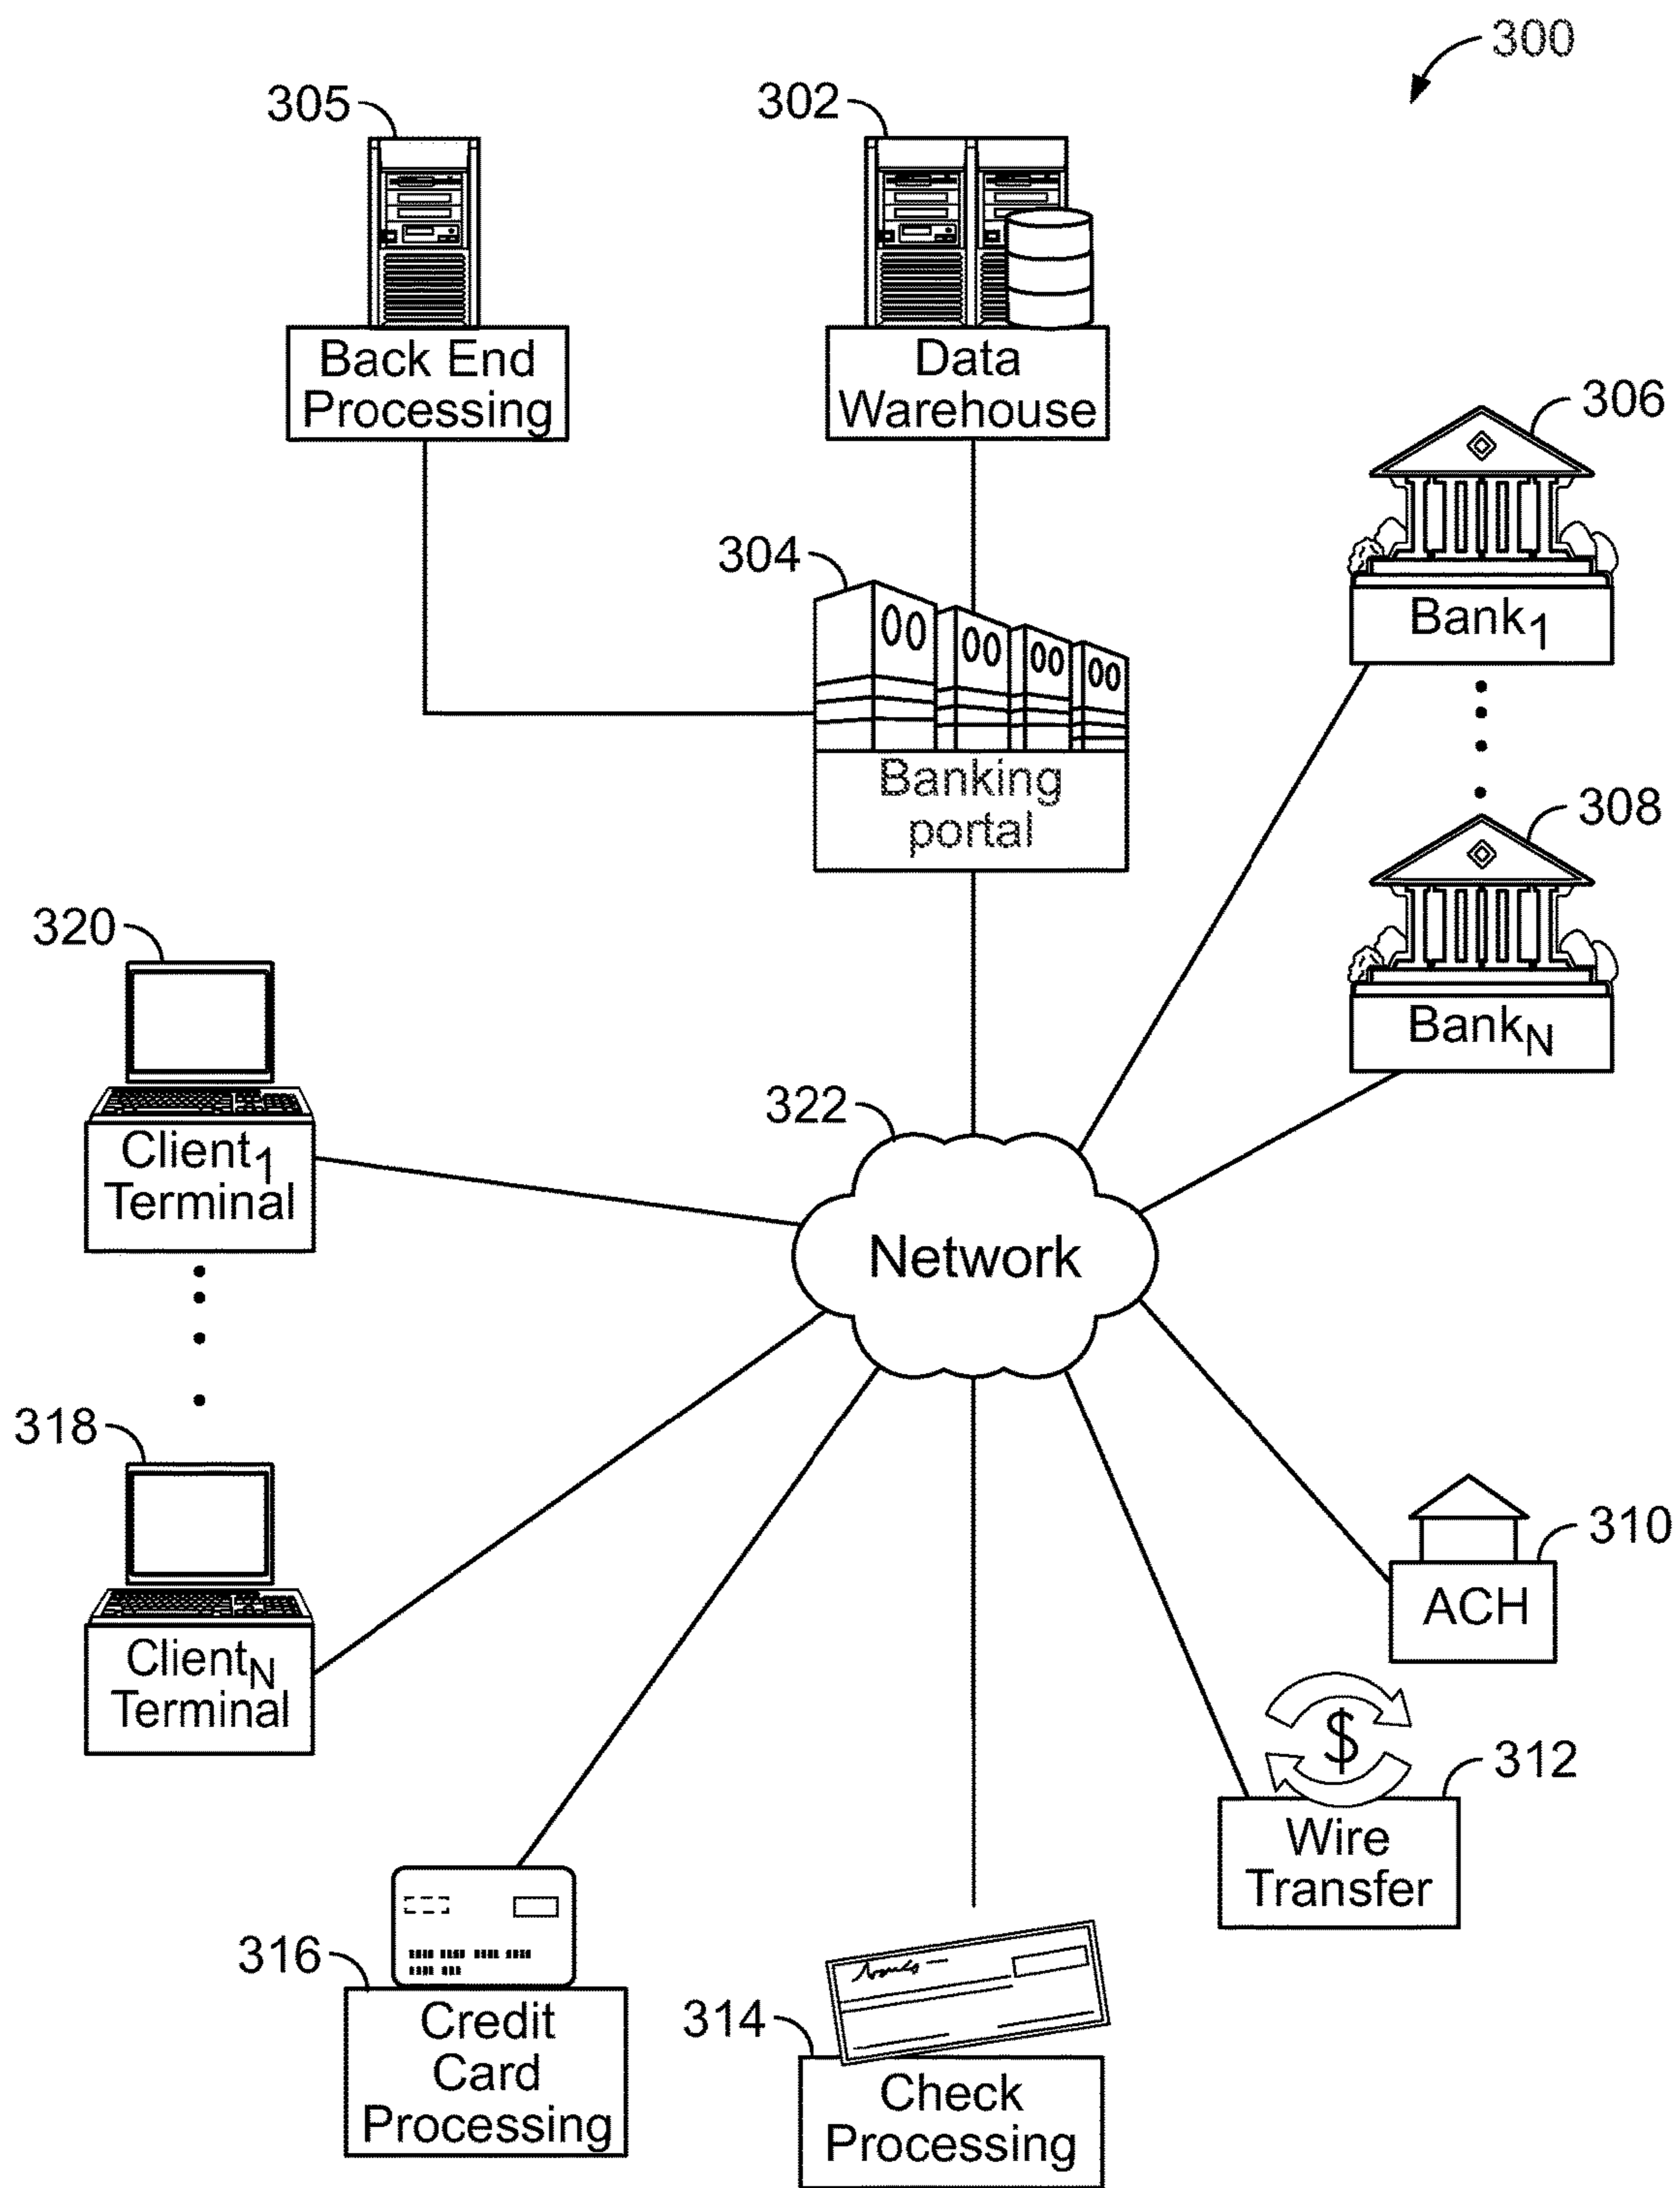 300
305
302
Back End
Processing
Data
Warehouse
306
304
Bank1
Banking
portal
308
320
BankN
322
Client1
Terminal
Network
318
310
ACH
ClientN
Terminal
$
312
Wire
Transfer
316
314
Credit
Card
Processing
Check
Processing